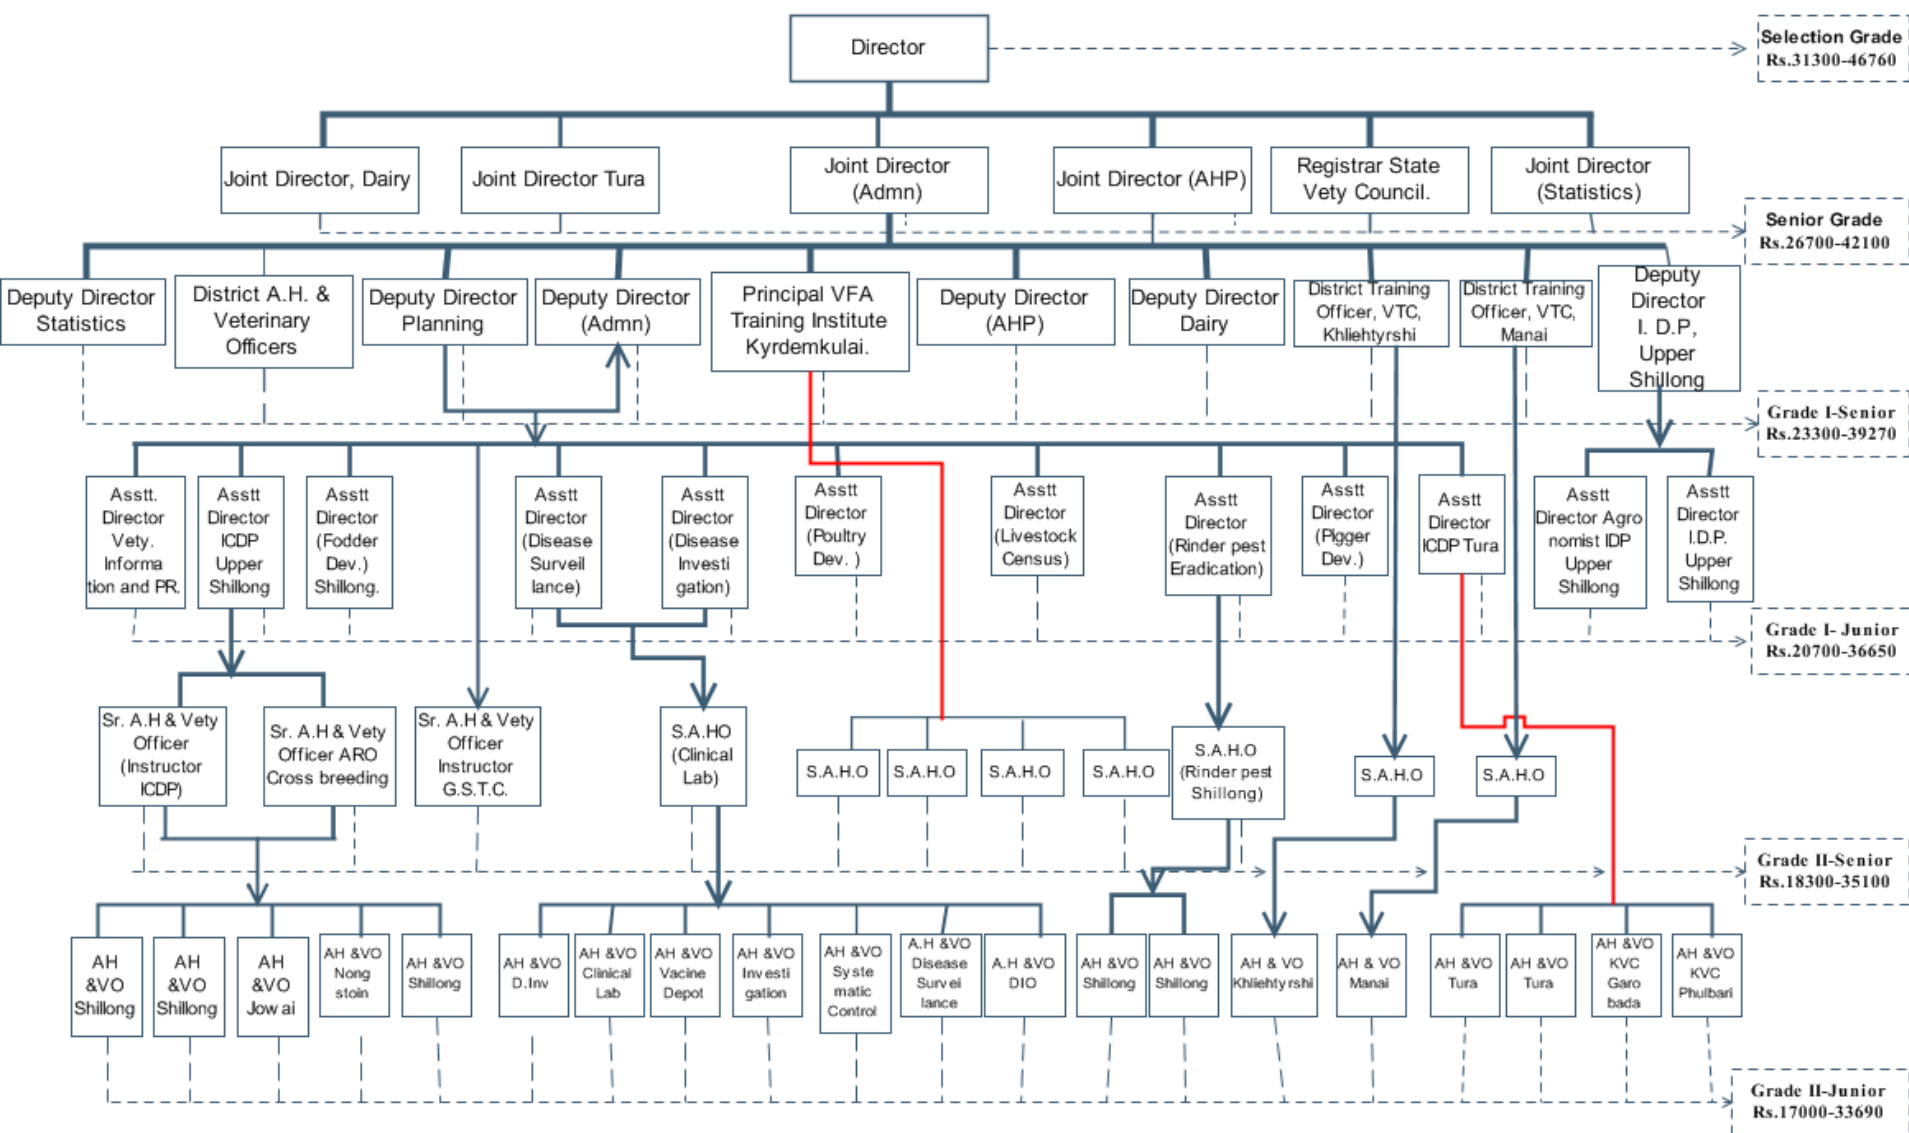 Director
Selection Grade
Rs.31300-46760
Joint Director, Dairy
Joint Director Tura
Joint Director
(Admn)
Joint Director (AHP)
Registrar State
Vety Council.
Joint Director
(Statistics)
Senior Grade
Rs.26700-42100
Deputy Director
Statistics
District A.H. &
Veterinary
Officers
Deputy Director
Planning
Deputy Director
(Admn)
Principal VFA
Training Institute
Kyrdemkulai.
Deputy Director
(AHP)
Deputy Director
Dairy
District Training
Officer, VTC,
Khliehtyrshi
District Training
Officer, VTC,
Manai
Deputy
Director
I. D.P,
Upper
Shillong
Grade I-Senior
Rs.23300-39270
Asstt.
Director
Vety.
Informa
tion and PR.
Asstt
Director
ICDP
Upper
Shillong
Asstt
Director
(Fodder
Dev.)
Shillong.
Asstt
Director
(Disease
Surveil
lance)
Asstt
Director
(Disease
Investi
gation)
Asstt
Director
(Poultry
Dev. )
Asstt
Director
(Livestock
Census)
Asstt
Director
(Rinder pest
Eradication)
Asstt
Director
(Pigger
Dev.)
Asstt
Director
ICDP Tura
Asstt
Director Agro
nomist IDP
Upper
Shillong
Asstt
Director
I.D.P.
Upper
Shillong
Grade I- Junior
Rs.20700-36650
Sr. A.H & Vety
Officer
(Instructor
ICDP)
Sr. A.H & Vety
Officer ARO
Cross breeding
Sr. A.H & Vety
Officer
Instructor
G.S.T.C.
S.A.HO
(Clinical
Lab)
S.A.H.O
S.A.H.O
S.A.H.O
S.A.H.O
S.A.H.O
(Rinder pest
Shillong)
S.A.H.O
S.A.H.O
Grade II-Senior
Rs.18300-35100
AH
&VO
Shillong
AH
&VO
Shillong
AH
&VO
Jowai
AH &VO
Nong
stoin
AH &VO
Shillong
AH &VO
D.Inv
AH &VO
Clinical
Lab
AH &VO
Vacine
Depot
AH &VO
Investi
gation
AH &VO
Syste
matic
Control
A.H &VO
Disease
Survei
lance
A.H &VO
DIO
AH &VO
Shillong
AH &VO
Shillong
AH & VO
Khliehtyrshi
AH & VO
Manai
AH &VO
Tura
AH &VO
Tura
AH &VO
KVC
Garo
bada
AH &VO
KVC
Phulbari
Grade II-Junior
Rs.17000-33690